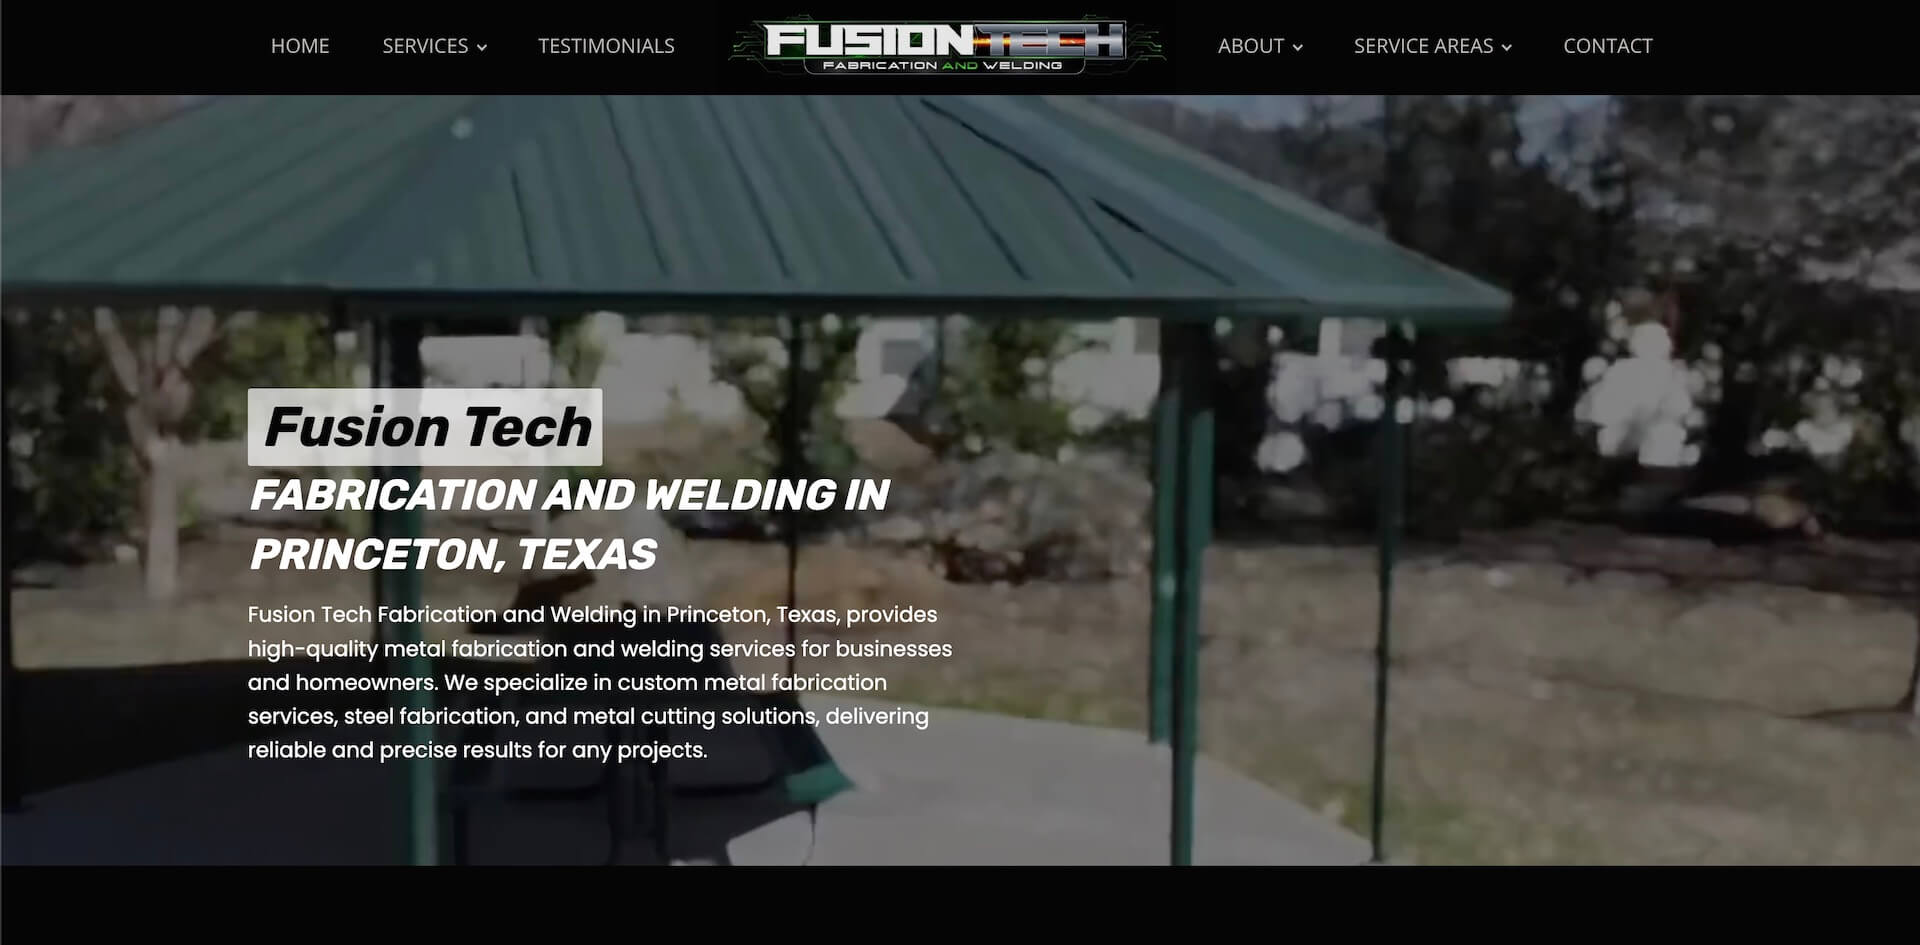 HOME
SERVICES
TESTIMONIALS
FUSION TECH
FABRICATION AND WELDING
ABOUT
SERVICE AREAS
CONTACT
Fusion Tech
FABRICATION AND WELDING IN
PRINCETON, TEXAS
Fusion Tech Fabrication and Welding in Princeton, Texas, provides
high-quality metal fabrication and welding services for businesses
and homeowners. We specialize in custom metal fabrication
services, steel fabrication, and metal cutting solutions, delivering
reliable and precise results for any projects.